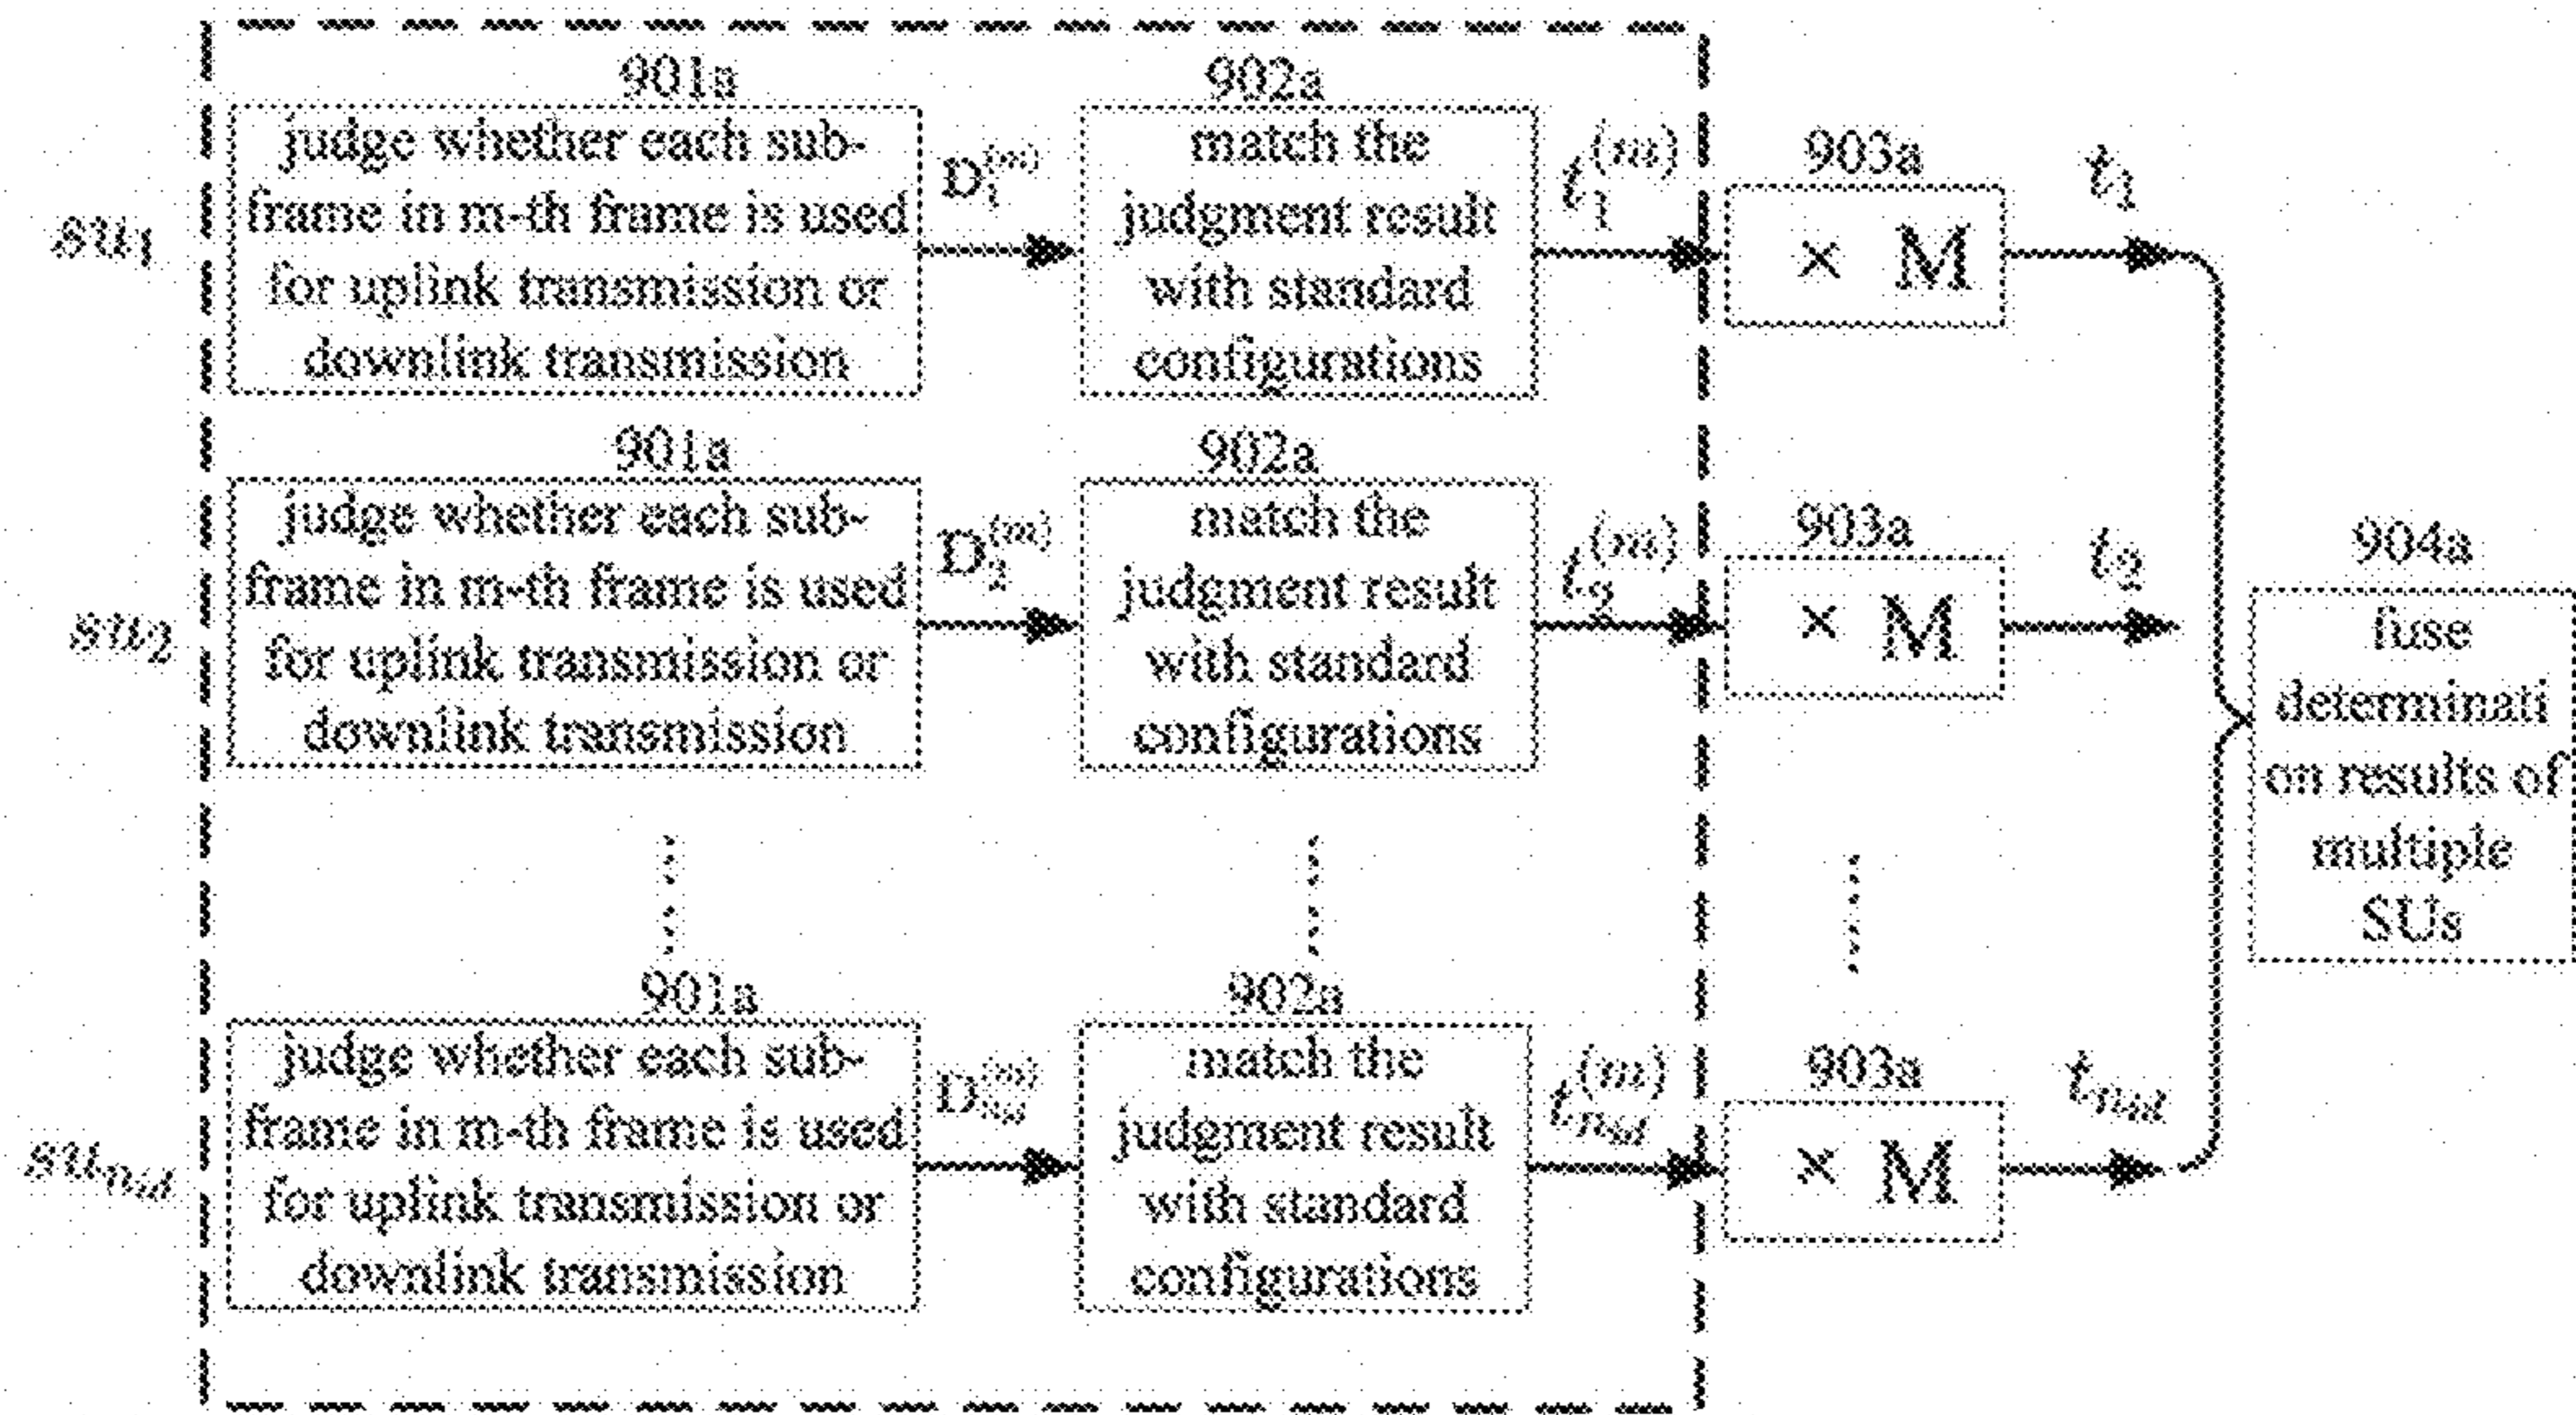 901a
902a
judge whether each sub-
frame in m-th frame is used
for uplink transmission or
downlink transmission
match the
judgment result
with standard
configurations
903a
× M
su₁
D₁⁽ᵐ⁾
t₁⁽ᵐ⁾
t₁
901a
902a
judge whether each sub-
frame in m-th frame is used
for uplink transmission or
downlink transmission
match the
judgment result
with standard
configurations
903a
× M
su₂
D₂⁽ᵐ⁾
t₂⁽ᵐ⁾
t₂
904a
fuse
determinati
on results of
multiple
SUs
901a
902a
judge whether each sub-
frame in m-th frame is used
for uplink transmission or
downlink transmission
match the
judgment result
with standard
configurations
903a
× M